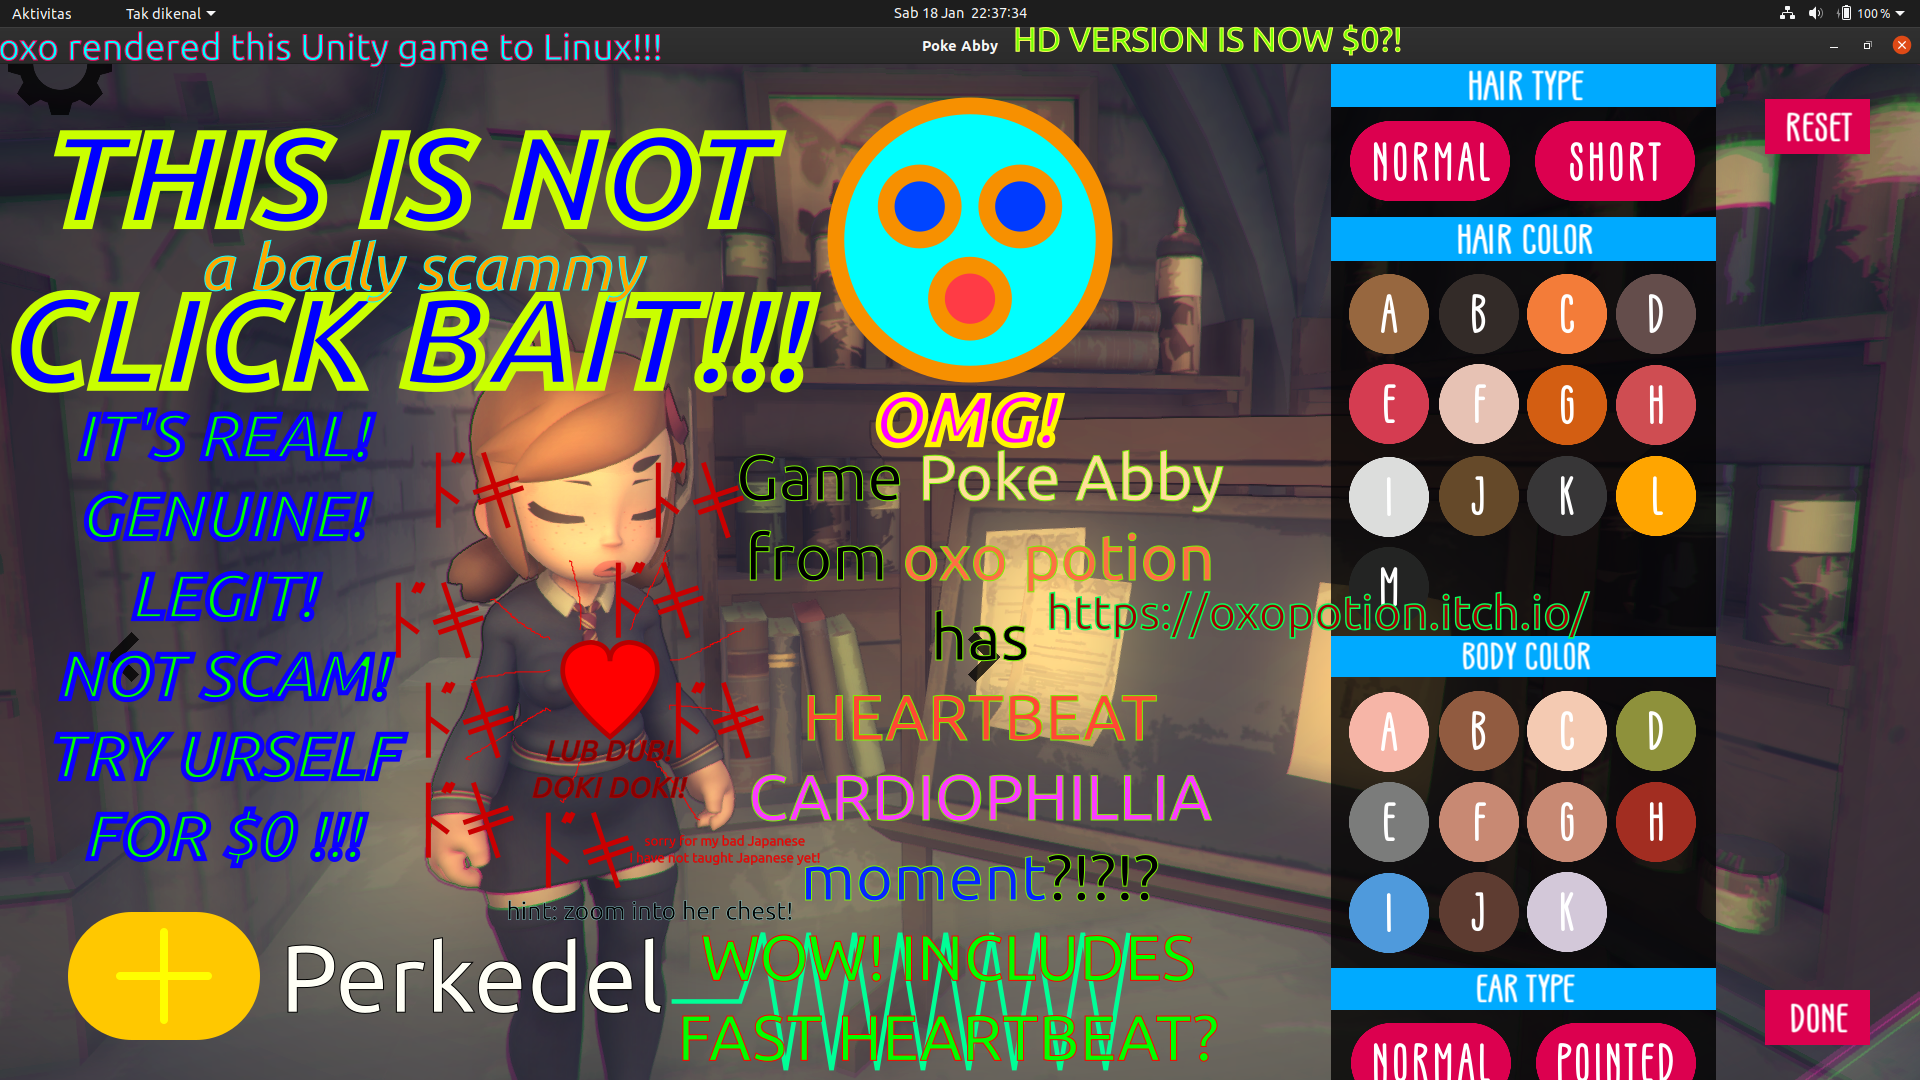 Aktivitas
Tak dikenal
Sab 18 Jan 22:37:34
100 %
oxo rendered this Unity game to Linux!!!
Poke Abby
HD VERSION IS NOW $0?!
THIS IS NOT
a badly scammy
CLICK BAIT!!!
IT'S REAL!
GENUINE!
LEGIT!
NOT SCAM!
TRY URSELF
FOR $0 !!!
OMG!
Game Poke Abby
from oxo potion
has
https://oxopotion.itch.io/
HEARTBEAT
CARDIOPHILLIA
moment?!?!?
ドキ
ドキ
ドキ
ドキ
ドキ
ドキ
ドキ
ドキ
LUB DUB!
DOKI DOKI!
sorry for my bad Japanese
I have not taught Japanese yet!
hint: zoom into her chest!
Perkedel
WOW! INCLUDES
FAST HEARTBEAT?
HAIR TYPE
NORMAL SHORT
HAIR COLOR
A B C D
E F G H
I J K L
M
BODY COLOR
A B C D
E F G H
I J K
EAR TYPE
NORMAL POINTED
RESET
DONE